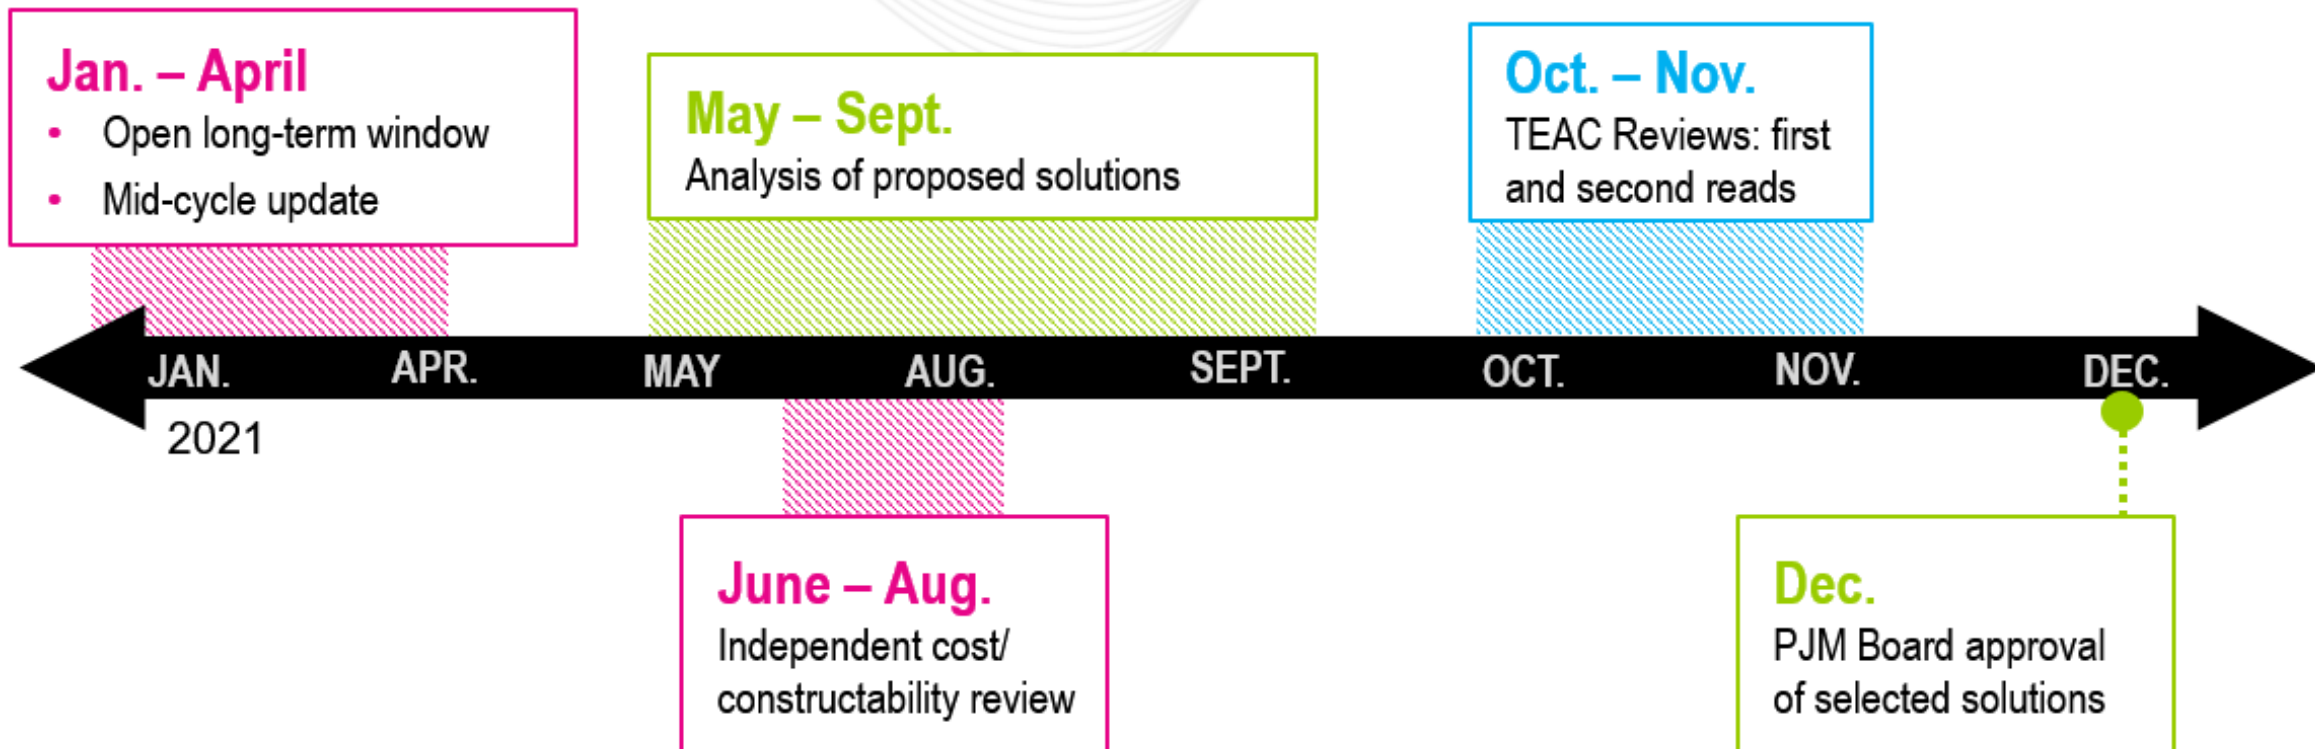 Jan. – April
• Open long-term window
• Mid-cycle update
May – Sept.
Analysis of proposed solutions
Oct. – Nov.
TEAC Reviews: first
and second reads
JAN.
APR.
MAY
AUG.
SEPT.
OCT.
NOV.
DEC.
2021
June – Aug.
Independent cost/
constructability review
Dec.
PJM Board approval
of selected solutions